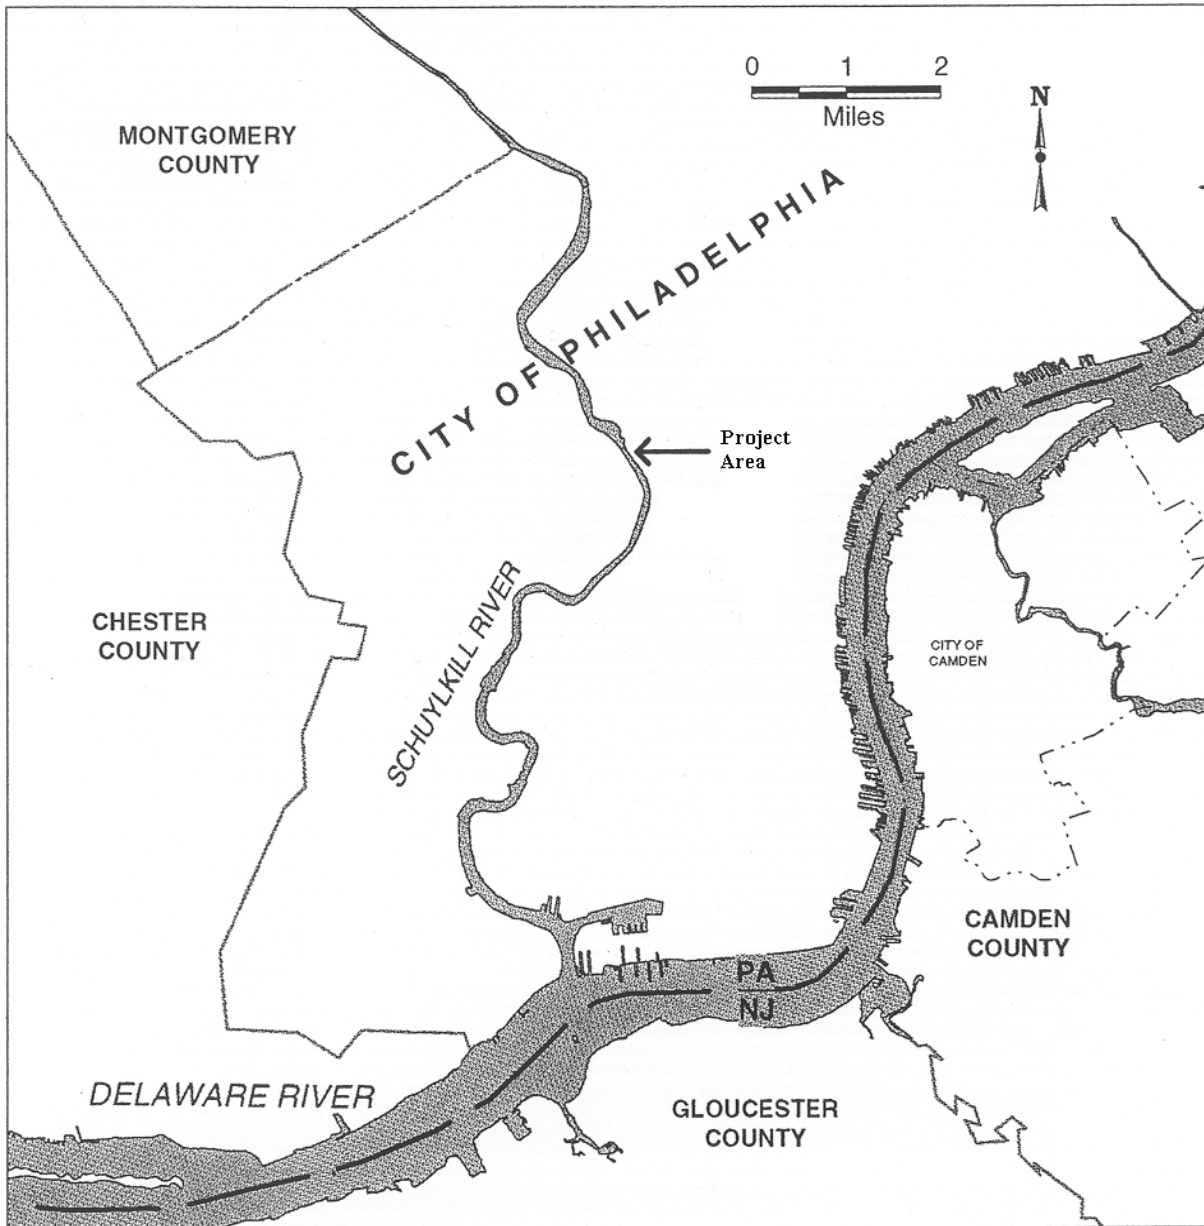 0 1 2
Miles
N
MONTGOMERY
COUNTY
CITY OF PHILADELPHIA
Project
Area
CHESTER
COUNTY
SCHUYLKILL RIVER
CITY OF
CAMDEN
CAMDEN
COUNTY
PA
NJ
DELAWARE RIVER
GLOUCESTER
COUNTY